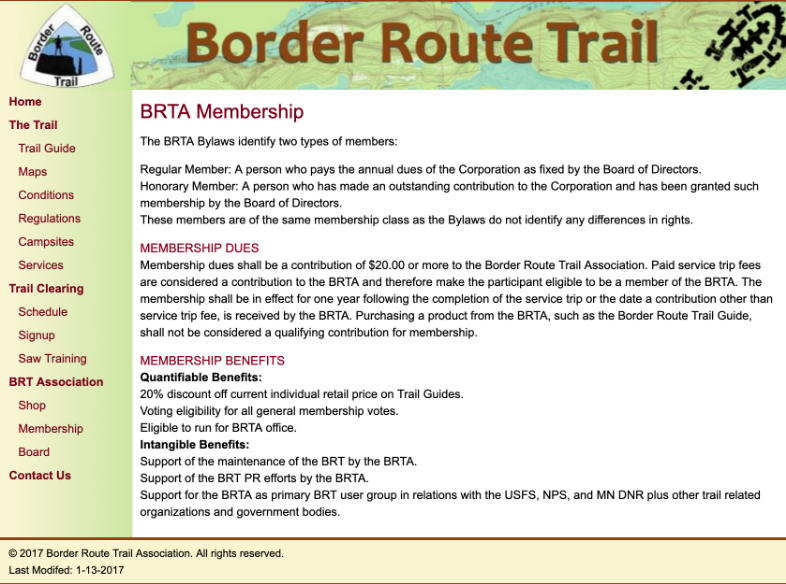 Border Route Trail
Border Route Trail
Home
The Trail
Trail Guide
Maps
Conditions
Regulations
Campsites
Services
Trail Clearing
Schedule
Signup
Saw Training
BRT Association
Shop
Membership
Board
Contact Us
BRTA Membership
The BRTA Bylaws identify two types of members:
Regular Member: A person who pays the annual dues of the Corporation as fixed by the Board of Directors.
Honorary Member: A person who has made an outstanding contribution to the Corporation and has been granted such
membership by the Board of Directors.
These members are of the same membership class as the Bylaws do not identify any differences in rights.
MEMBERSHIP DUES
Membership dues shall be a contribution of $20.00 or more to the Border Route Trail Association. Paid service trip fees
are considered a contribution to the BRTA and therefore make the participant eligible to be a member of the BRTA. The
membership shall be in effect for one year following the completion of the service trip or the date a contribution other than
service trip fee, is received by the BRTA. Purchasing a product from the BRTA, such as the Border Route Trail Guide,
shall not be considered a qualifying contribution for membership.
MEMBERSHIP BENEFITS
Quantifiable Benefits:
20% discount off current individual retail price on Trail Guides.
Voting eligibility for all general membership votes.
Eligible to run for BRTA office.
Intangible Benefits:
Support of the maintenance of the BRT by the BRTA.
Support of the BRT PR efforts by the BRTA.
Support for the BRTA as primary BRT user group in relations with the USFS, NPS, and MN DNR plus other trail related
organizations and government bodies.
© 2017 Border Route Trail Association. All rights reserved.
Last Modifed: 1-13-2017